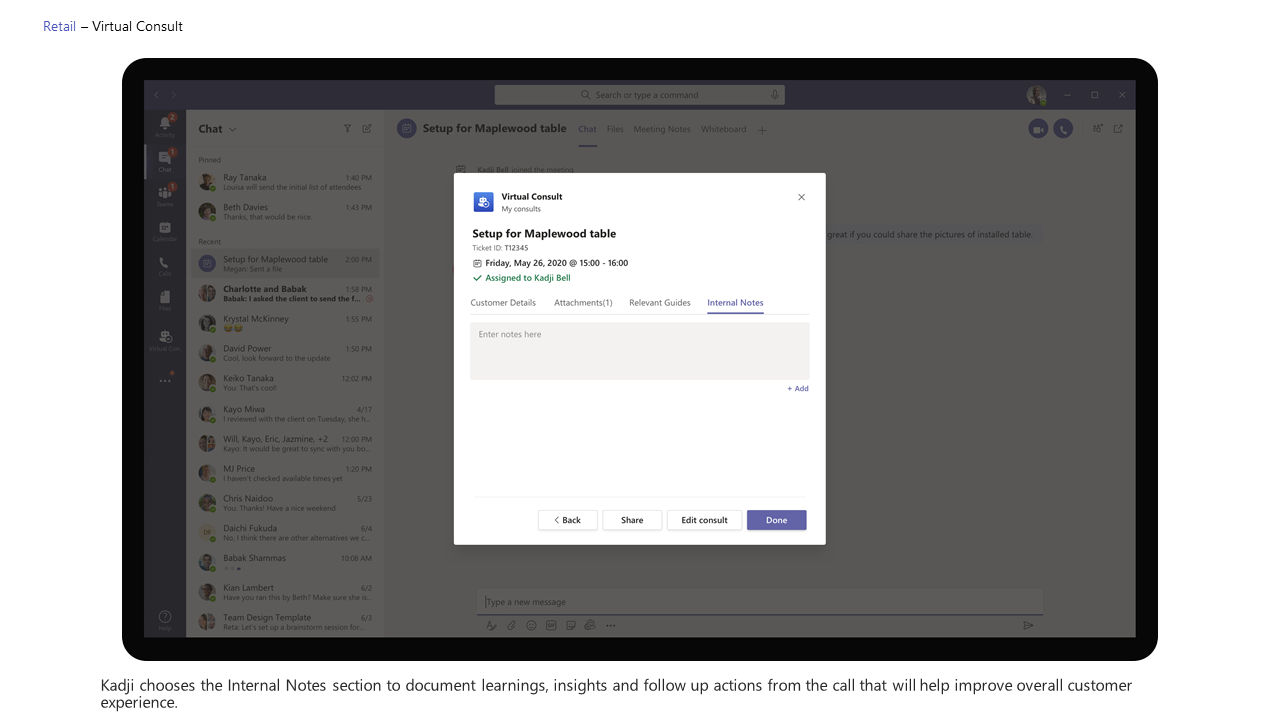 Retail – Virtual Consult
Search or type a command
Activity
2
Chat
1
Teams
1
Calendar
Calls
Files
Virtual Con...
Help
Chat
Pinned
Ray Tanaka 1:40 PM
Louisa will send the initial list of attendees
Beth Davies 1:43 PM
Thanks, that would be nice.
Recent
Setup for Maplewood table 2:00 PM
Megan: Sent a file
Charlotte and Babak 1:58 PM
Babak: I asked the client to send the f...
Krystal McKinney 1:55 PM
David Power 1:50 PM
Cool, look forward to the update
Keiko Tanaka 12:02 PM
You: That's cool!
Kayo Miwa 4/17
I reviewed with the client on Tuesday, she h...
Will, Kayo, Eric, Jazmine, +2 12:00 PM
Kayo: It would be great to sync with you bo...
MJ Price 1:20 PM
I haven't checked available times yet
Chris Naidoo 5/23
You: Thanks! Have a nice weekend
DF
Daichi Fukuda 6/4
No, I think there are other alternatives we c...
Babak Shammas 10:08 AM
Kian Lambert 6/2
Have you ran this by Beth? Make sure she is...
Team Design Template 6/3
Reta: Let's set up a brainstorm session for...
Setup for Maplewood table Chat Files Meeting Notes Whiteboard
Kadji Bell joined the meeting
great if you could share the pictures of installed table.
Virtual Consult
My consults
Setup for Maplewood table
Ticket ID: T12345
Friday, May 26, 2020 @ 15:00 - 16:00
Assigned to Kadji Bell
Customer Details Attachments(1) Relevant Guides Internal Notes
Enter notes here
+ Add
Back Share Edit consult Done
Type a new message
Kadji chooses the Internal Notes section to document learnings, insights and follow up actions from the call that will help improve overall customer
experience.